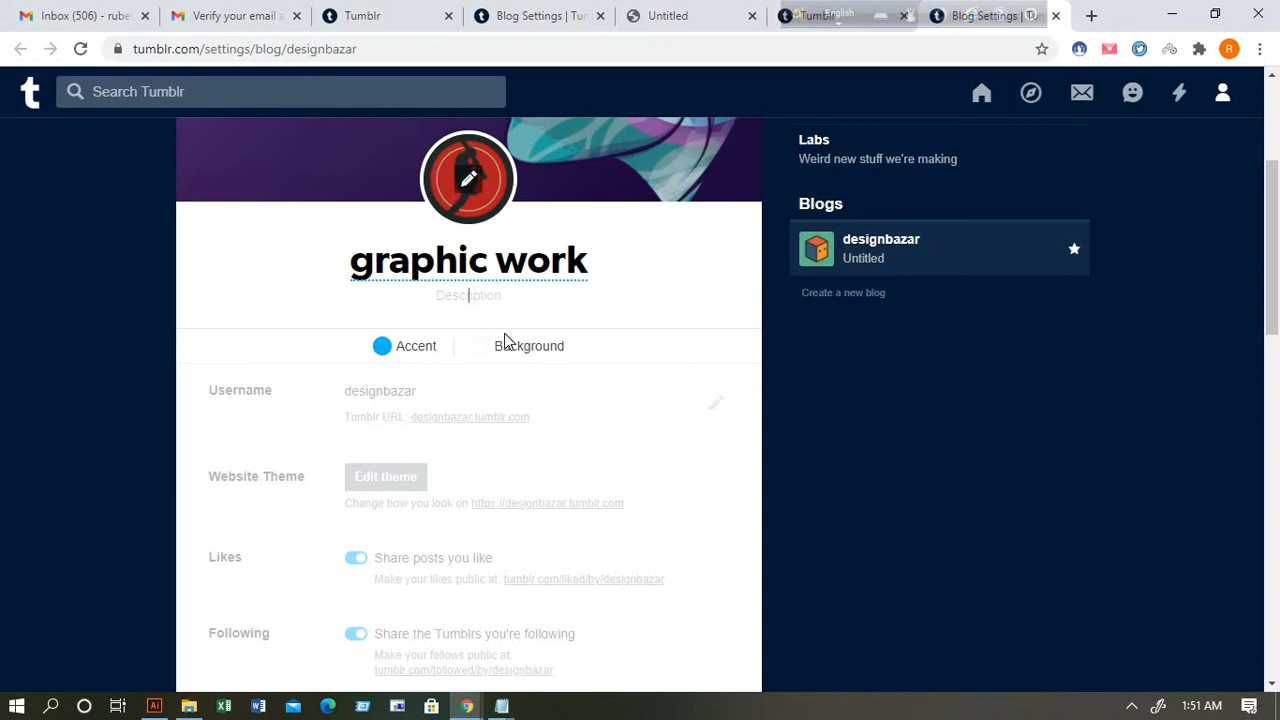 Inbox (306) - r
Verify your email a
Tumblr
Blog Settings | Tum
Untitled
Tumblr
Blog Settings | Tu
tumblr.com/settings/blog/designbazar
R
t
Search Tumblr
Labs
Weird new stuff we're making
Blogs
designbazar
Untitled
Create a new blog
graphic work
Description
Accent
Background
Username
designbazar
Tumblr URL: designbazar.tumblr.com
Website Theme
Edit theme
Change how you look on https://designbazar.tumblr.com
Likes
Share posts you like
Make your likes public at: tumblr.com/liked/by/designbazar
Following
Share the Tumblrs you're following
Make your follows public at:
tumblr.com/followed/by/designbazar
Ai
1:51 AM